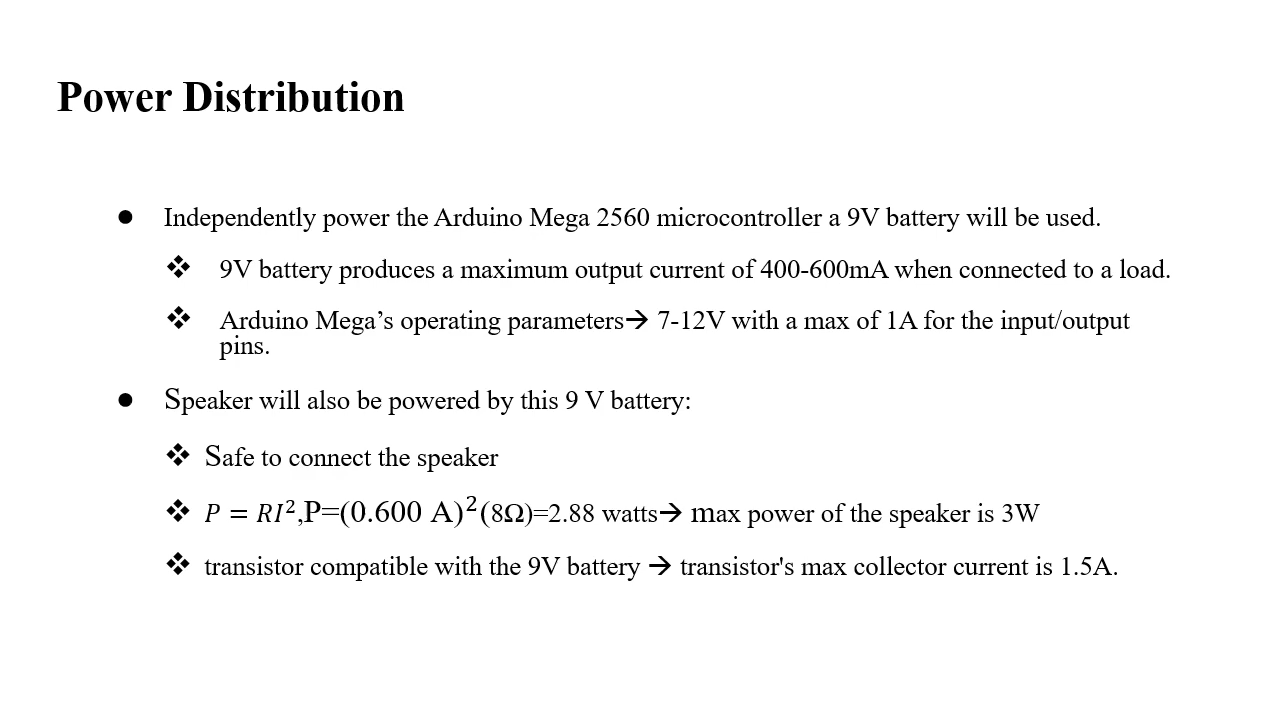 Power Distribution
● Independently power the Arduino Mega 2560 microcontroller a 9V battery will be used.
❖ 9V battery produces a maximum output current of 400-600mA when connected to a load.
❖ Arduino Mega’s operating parameters→ 7-12V with a max of 1A for the input/output
pins.
● Speaker will also be powered by this 9 V battery:
❖ Safe to connect the speaker
❖ P = RI²,P=(0.600 A)²(8Ω)=2.88 watts→ max power of the speaker is 3W
❖ transistor compatible with the 9V battery → transistor's max collector current is 1.5A.